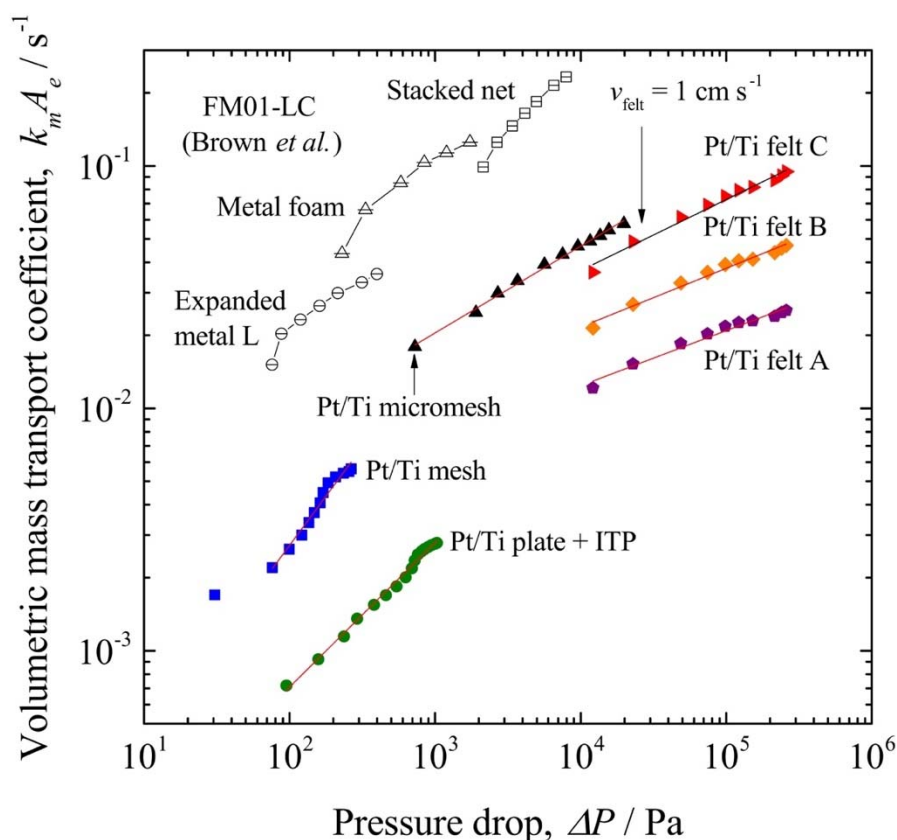 Volumetric mass transport coefficient, kₘAₑ / s⁻¹
10⁻¹
10⁻²
10⁻³
FM01-LC
(Brown et al.)
Stacked net
v_felt = 1 cm s⁻¹
Metal foam
Expanded
metal L
Pt/Ti felt C
Pt/Ti felt B
Pt/Ti felt A
Pt/Ti micromesh
Pt/Ti mesh
Pt/Ti plate + ITP
10¹ 10² 10³ 10⁴ 10⁵ 10⁶
Pressure drop, ΔP / Pa